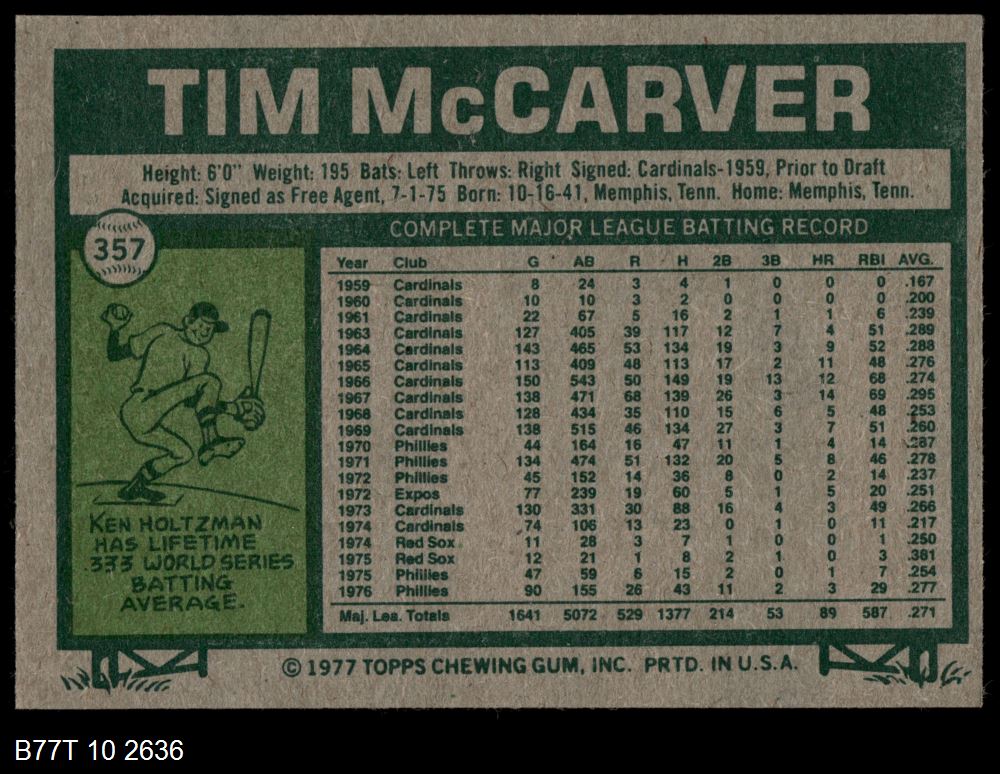 TIM McCARVER
Height: 6'0" Weight: 195 Bats: Left Throws: Right Signed: Cardinals-1959, Prior to Draft
Acquired: Signed as Free Agent, 7-1-75 Born: 10-16-41, Memphis, Tenn. Home: Memphis, Tenn.
357
KEN HOLTZMAN
HAS LIFETIME
.333 WORLD SERIES
BATTING
AVERAGE.
COMPLETE MAJOR LEAGUE BATTING RECORD
Year Club G AB R H 2B 3B HR RBI AVG.
1959 Cardinals 8 24 3 4 1 0 0 0 .167
1960 Cardinals 10 10 3 2 0 0 0 0 .200
1961 Cardinals 22 67 5 16 2 1 1 6 .239
1963 Cardinals 127 405 39 117 12 7 4 51 .289
1964 Cardinals 143 465 53 134 19 3 9 52 .288
1965 Cardinals 113 409 48 113 17 2 11 48 .276
1966 Cardinals 150 543 50 149 19 13 12 68 .274
1967 Cardinals 138 471 68 139 26 3 14 69 .295
1968 Cardinals 128 434 35 110 15 6 5 48 .253
1969 Cardinals 138 515 46 134 27 3 7 51 .260
1970 Phillies 44 164 16 47 11 1 4 14 .287
1971 Phillies 134 474 51 132 20 5 8 46 .278
1972 Phillies 45 152 14 36 8 0 2 14 .237
1972 Expos 77 239 19 60 5 1 5 20 .251
1973 Cardinals 130 331 30 88 16 4 3 49 .266
1974 Cardinals 74 106 13 23 0 1 0 11 .217
1974 Red Sox 11 28 3 7 1 0 0 1 .250
1975 Red Sox 12 21 1 8 2 1 0 3 .381
1975 Phillies 47 59 6 15 2 0 1 7 .254
1976 Phillies 90 155 26 43 11 2 3 29 .277
Maj. Lea. Totals 1641 5072 529 1377 214 53 89 587 .271
© 1977 TOPPS CHEWING GUM, INC. PRTD. IN U.S.A.
B77T 10 2636